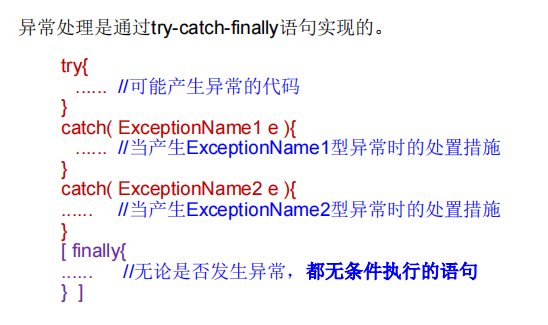 异常处理是通过try-catch-finally语句实现的。
try{
...... //可能产生异常的代码
}
catch( ExceptionName1 e ){
...... //当产生ExceptionName1型异常时的处置措施
}
catch( ExceptionName2 e ){
...... //当产生ExceptionName2型异常时的处置措施
}
[ finally{
...... //无论是否发生异常，都无条件执行的语句
} ]